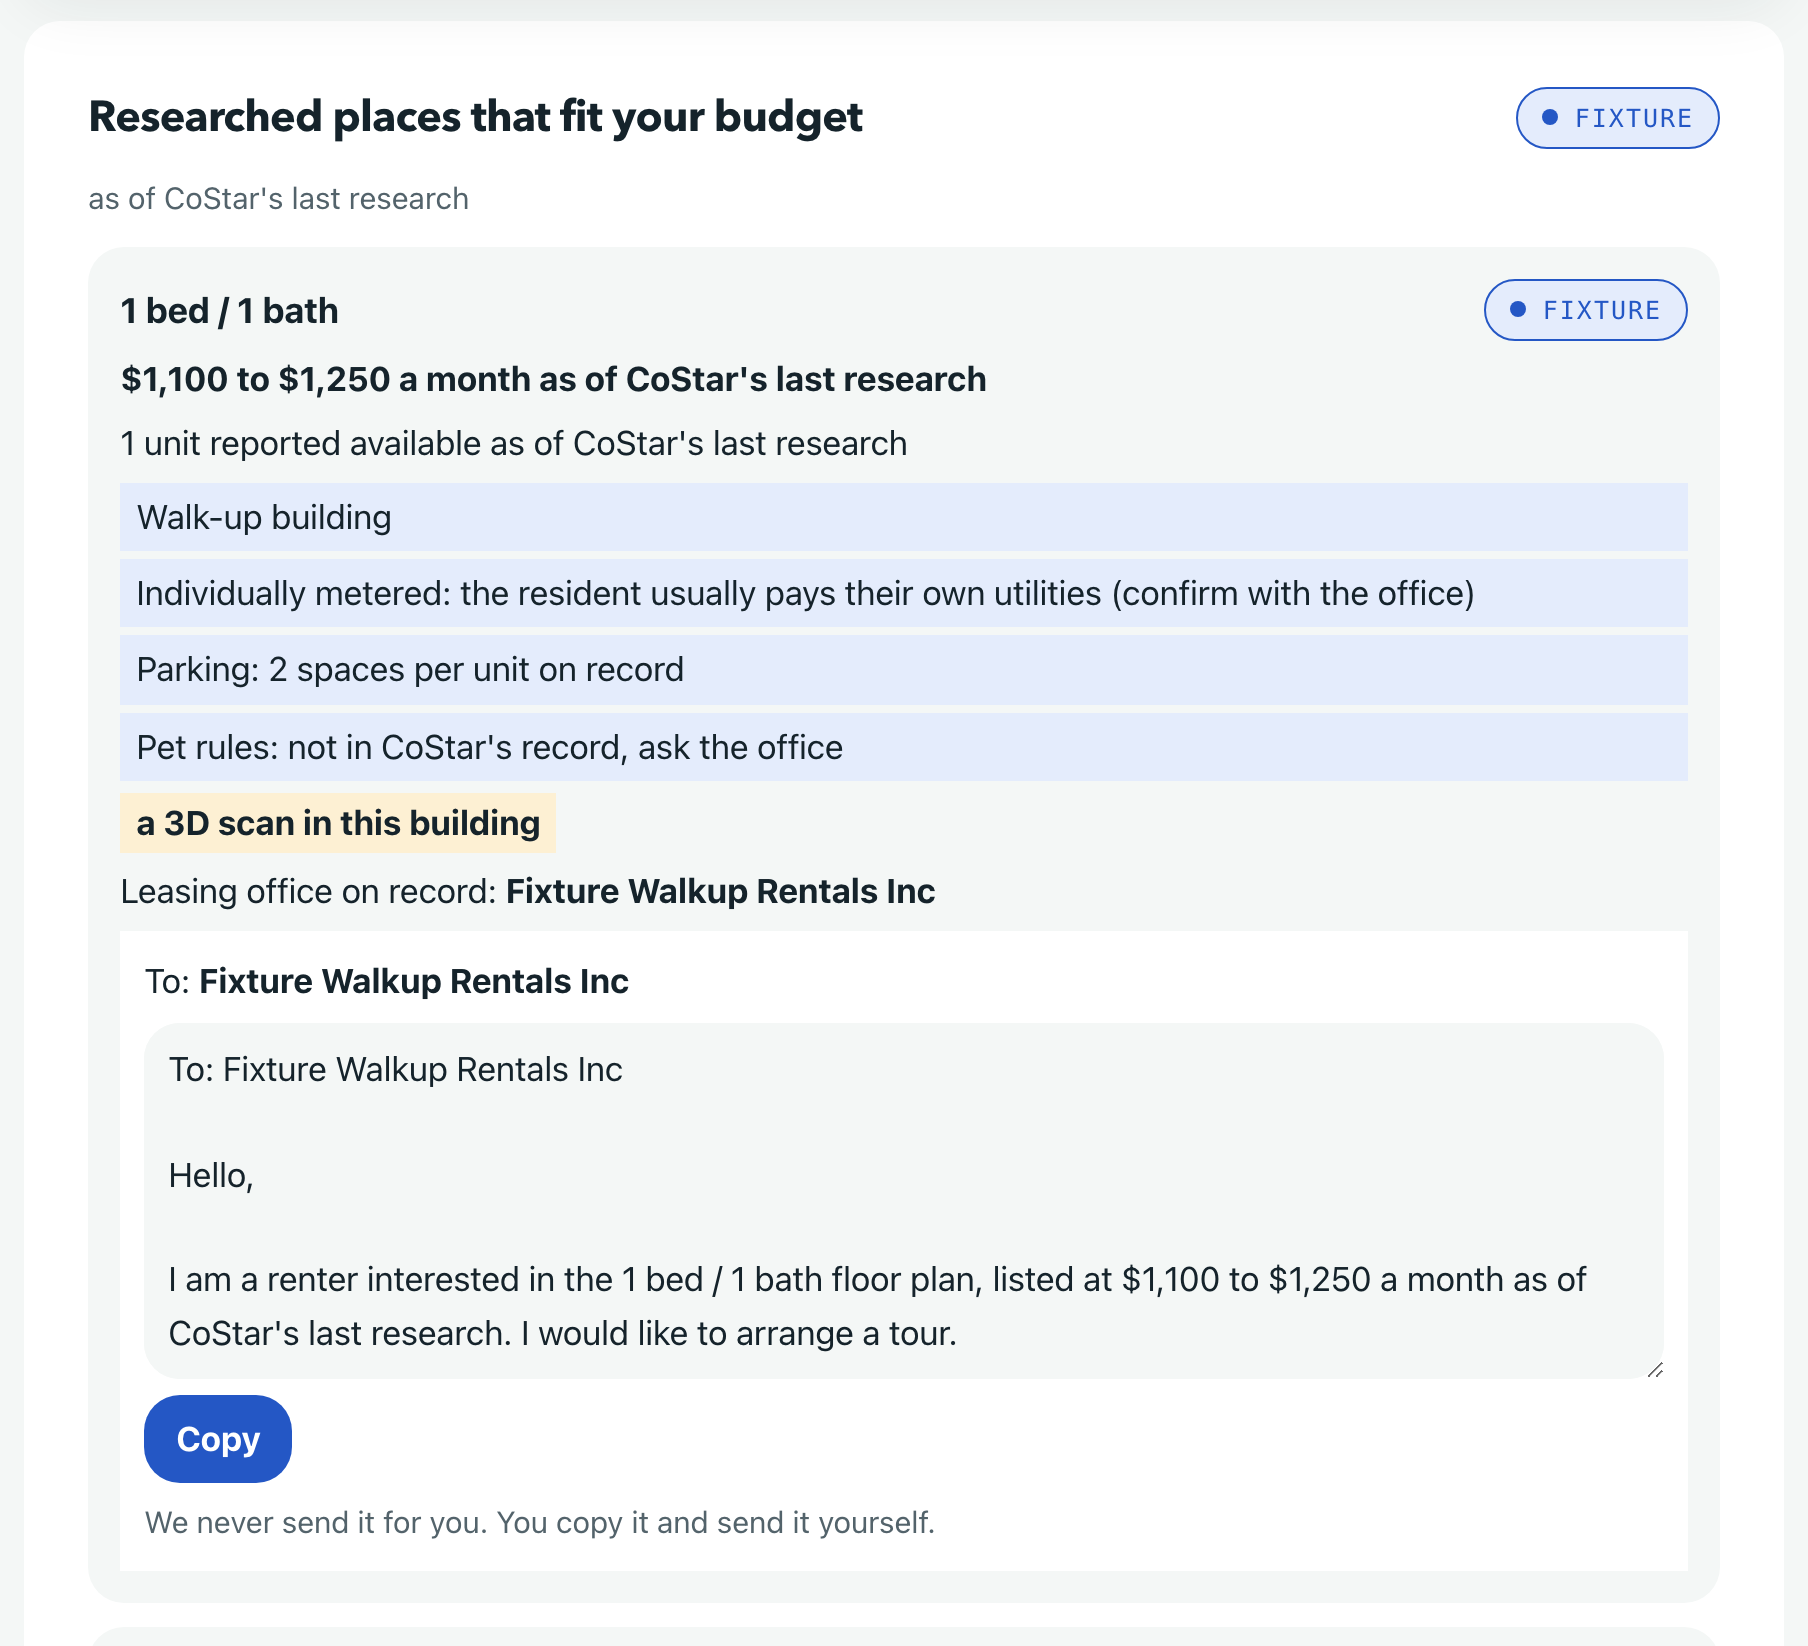 Researched places that fit your budget
FIXTURE
as of CoStar's last research
1 bed / 1 bath
FIXTURE
$1,100 to $1,250 a month as of CoStar's last research
1 unit reported available as of CoStar's last research
Walk-up building
Individually metered: the resident usually pays their own utilities (confirm with the office)
Parking: 2 spaces per unit on record
Pet rules: not in CoStar's record, ask the office
a 3D scan in this building
Leasing office on record: Fixture Walkup Rentals Inc
To: Fixture Walkup Rentals Inc
To: Fixture Walkup Rentals Inc
Hello,
I am a renter interested in the 1 bed / 1 bath floor plan, listed at $1,100 to $1,250 a month as of
CoStar's last research. I would like to arrange a tour.
Copy
We never send it for you. You copy it and send it yourself.